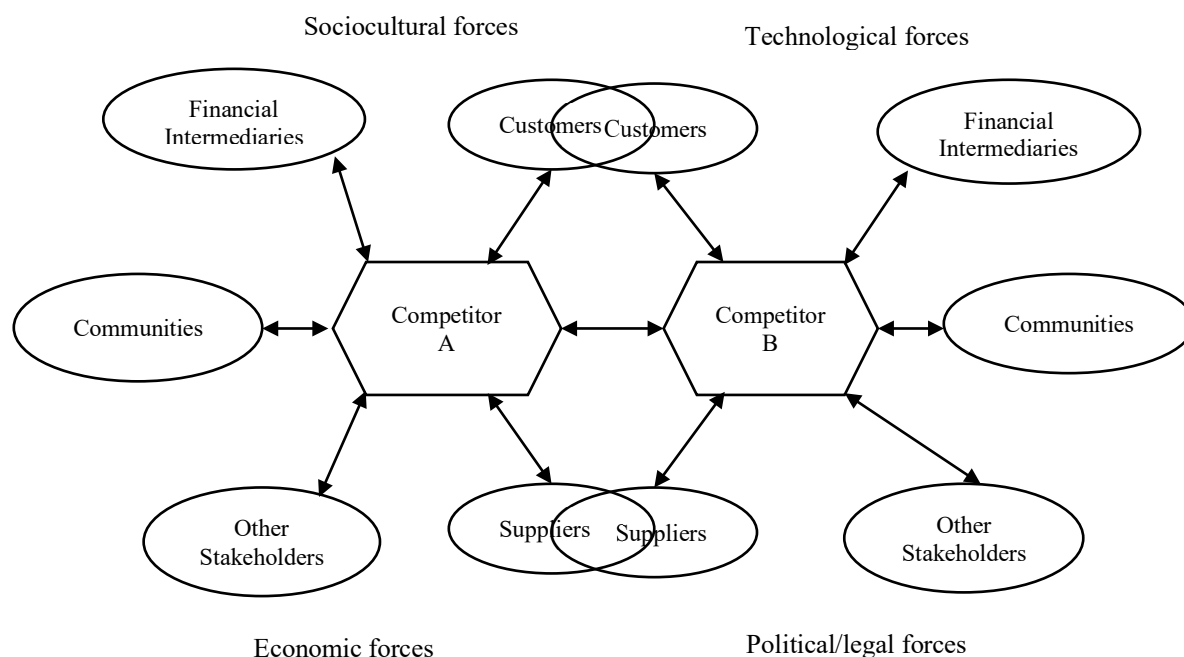 Sociocultural forces
Technological forces
Financial
Intermediaries
Customers
Customers
Financial
Intermediaries
Communities
Competitor
A
Competitor
B
Communities
Other
Stakeholders
Suppliers
Suppliers
Other
Stakeholders
Economic forces
Political/legal forces